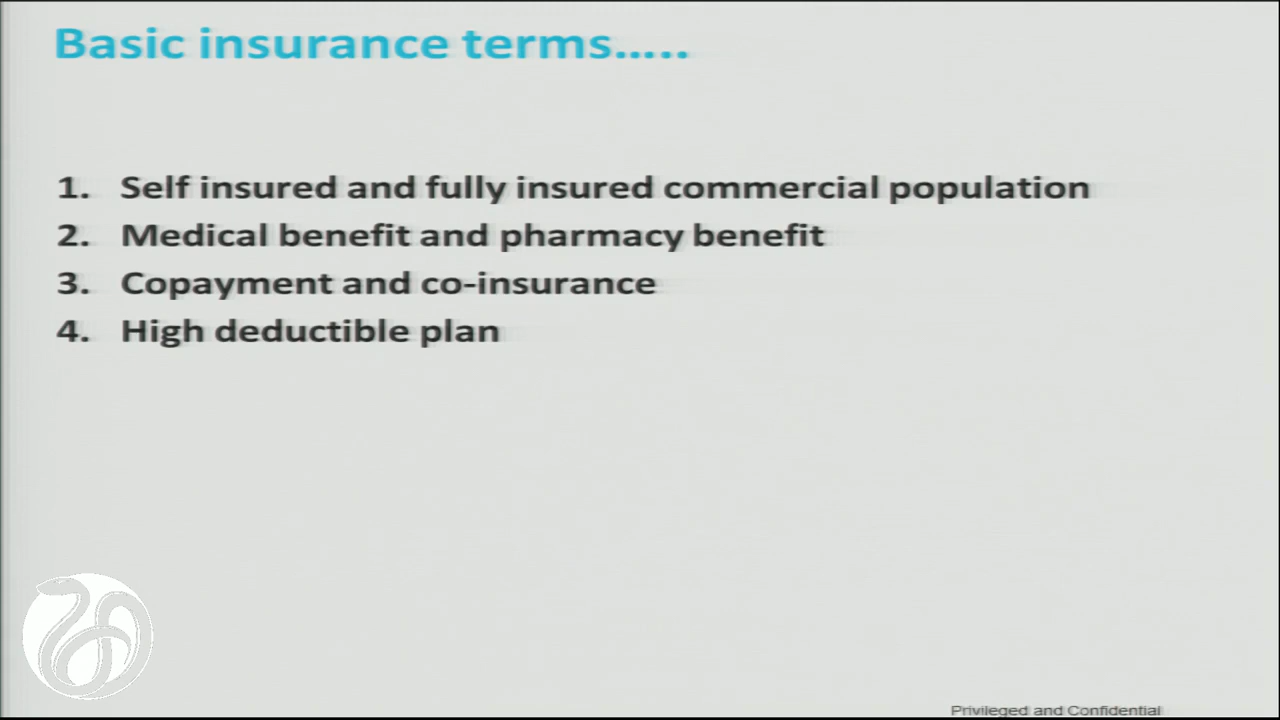 Basic insurance terms.....
1. Self insured and fully insured commercial population
2. Medical benefit and pharmacy benefit
3. Copayment and co-insurance
4. High deductible plan
Privileged and Confidential